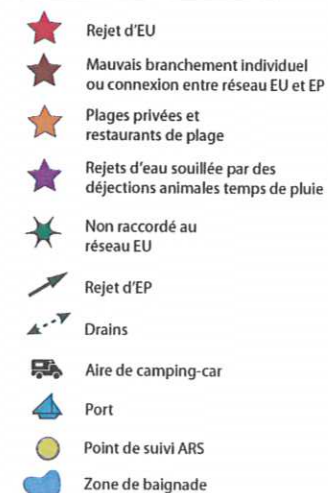 Rejet d'EU
Mauvais branchement individuel
ou connexion entre réseau EU et EP
Plages privées et
restaurants de plage
Rejets d'eau souillée par des
déjections animales temps de pluie
Non raccordé au
réseau EU
Rejet d'EP
Drains
Aire de camping-car
Port
Point de suivi ARS
Zone de baignade